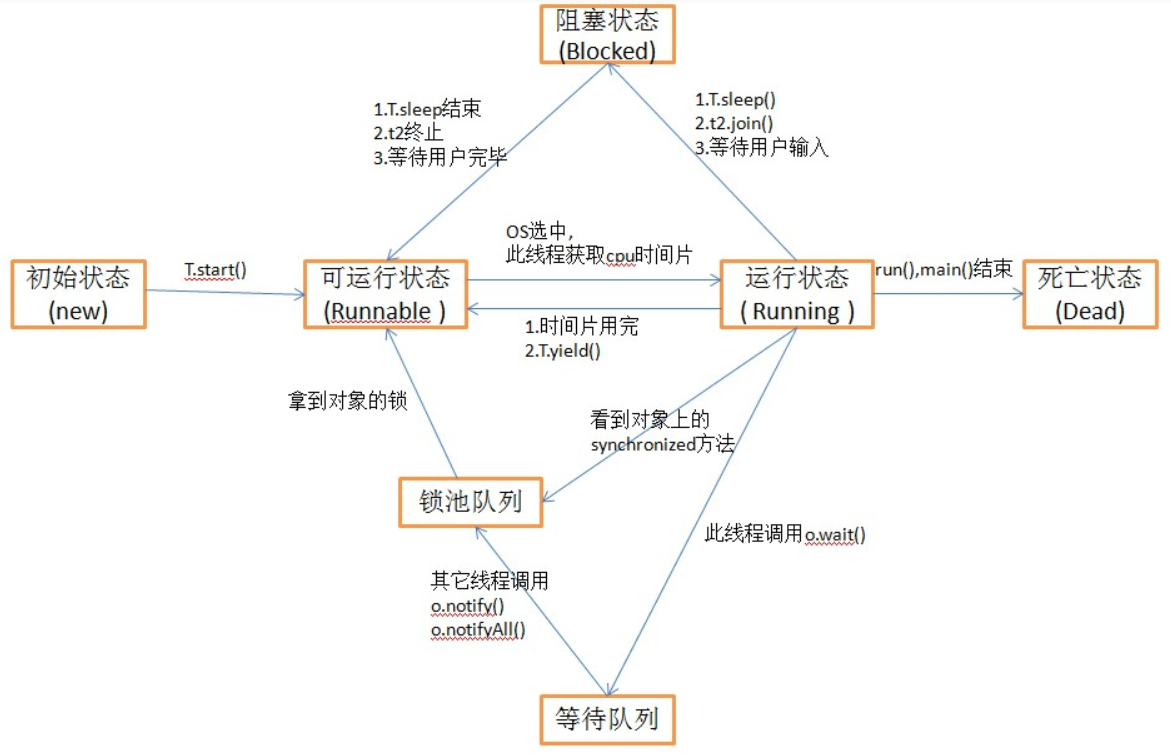 阻塞状态
(Blocked)
1.T.sleep结束
2.t2终止
3.等待用户完毕
1.T.sleep()
2.t2.join()
3.等待用户输入
初始状态
(new)
T.start()
可运行状态
(Runnable )
OS选中,
此线程获取cpu时间片
1.时间片用完
2.T.yield()
运行状态
( Running )
run(),main()结束
死亡状态
(Dead)
拿到对象的锁
看到对象上的
synchronized方法
锁池队列
此线程调用o.wait()
其它线程调用
o.notify()
o.notifyAll()
等待队列